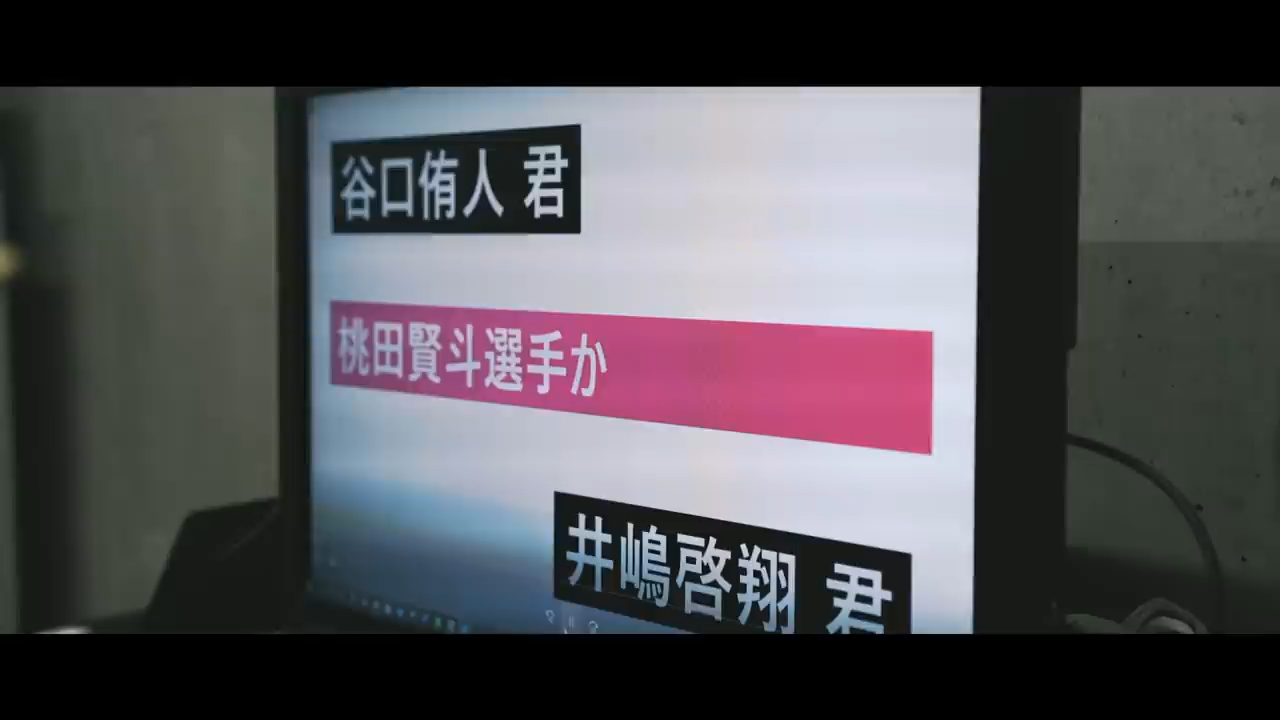 谷口侑人 君
桃田賢斗選手か
井嶋啓翔 君